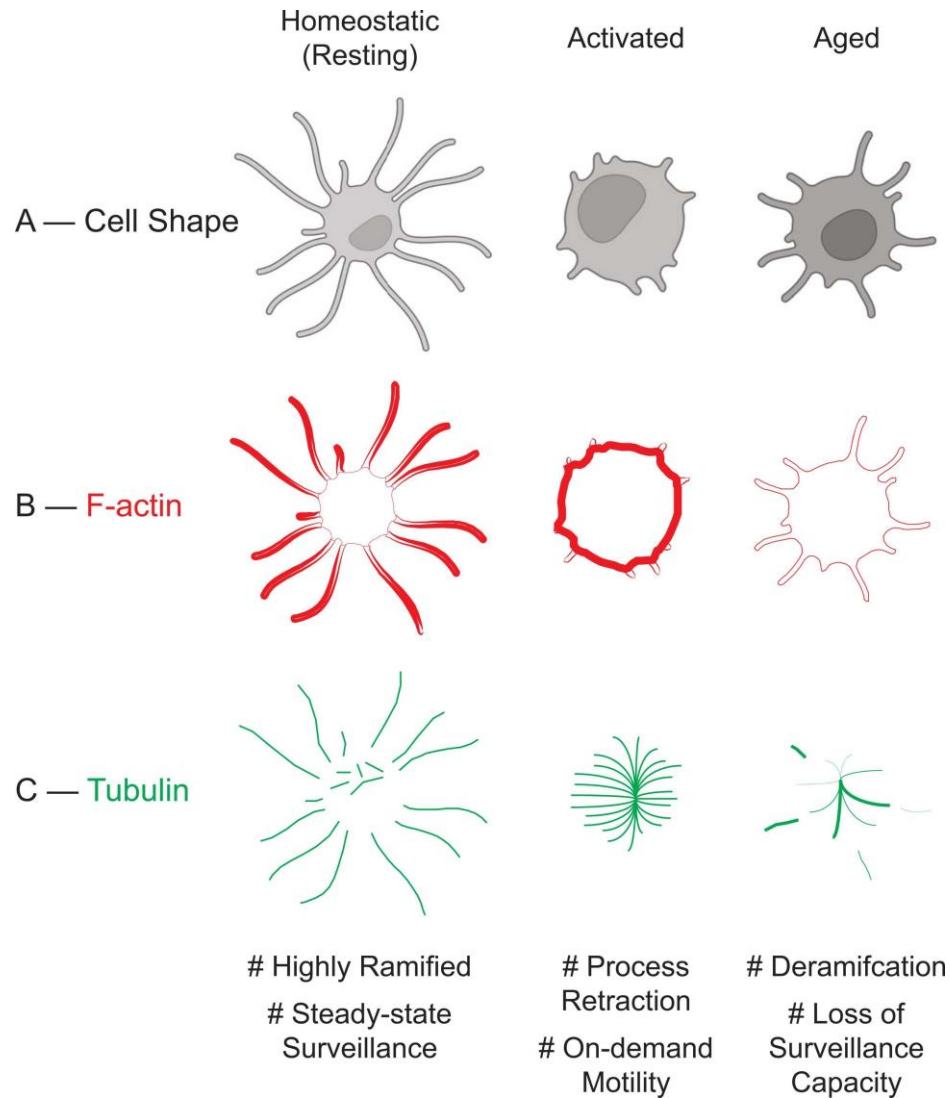 Homeostatic
(Resting)
Activated
Aged
A — Cell Shape
B — F-actin
C — Tubulin
# Highly Ramified
# Steady-state
Surveillance
# Process
Retraction
# On-demand
Motility
# Deramifcation
# Loss of
Surveillance
Capacity